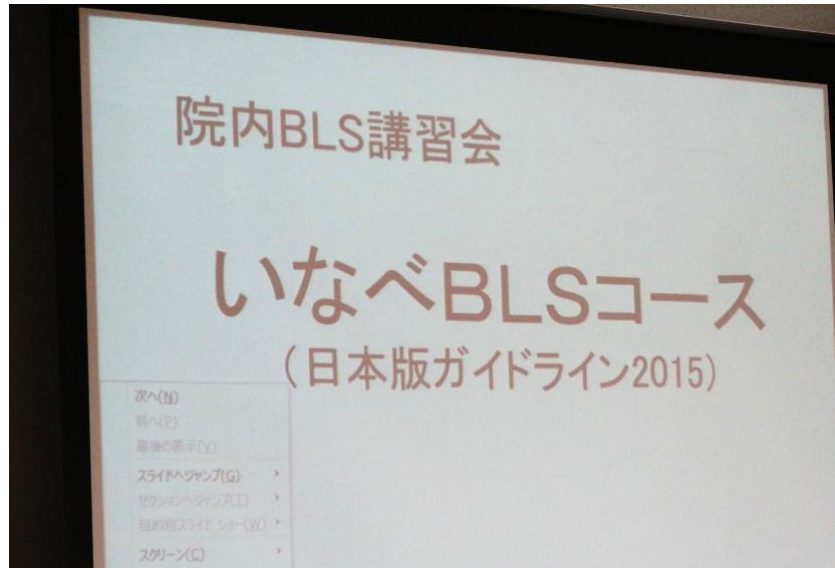 院内BLS講習会
いなべBLSコース
（日本版ガイドライン2015）
次へ(N)
前へ(P)
最後の表示(V)
スライドへジャンプ(G)
セクションへジャンプ(I)
目的別スライド ショー(W)
スクリーン(C)